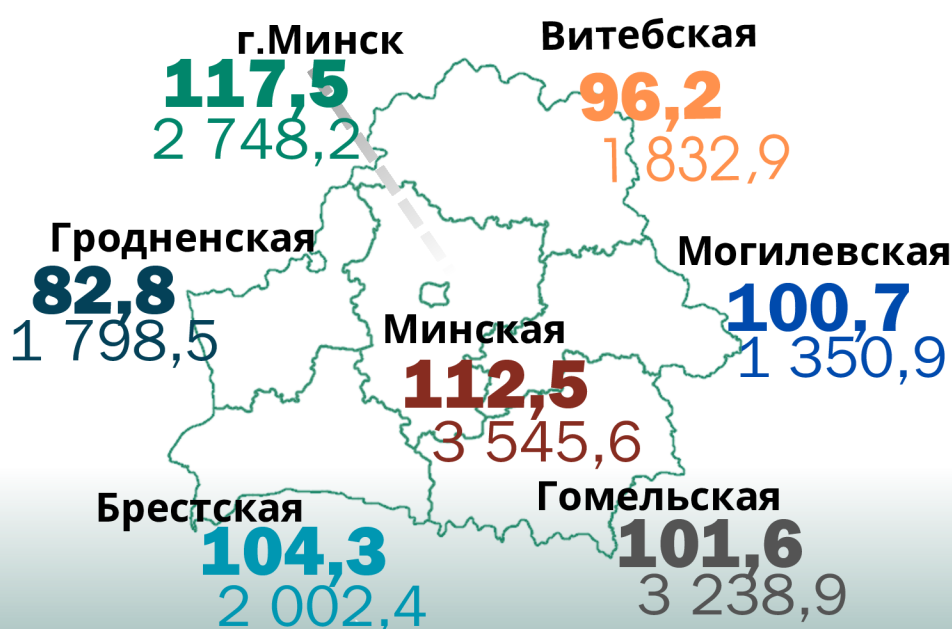 г.Минск
117,5
2 748,2
Витебская
96,2
1 832,9
Гродненская
82,8
1 798,5
Могилевская
100,7
1 350,9
Минская
112,5
3 545,6
Брестская
104,3
2 002,4
Гомельская
101,6
3 238,9